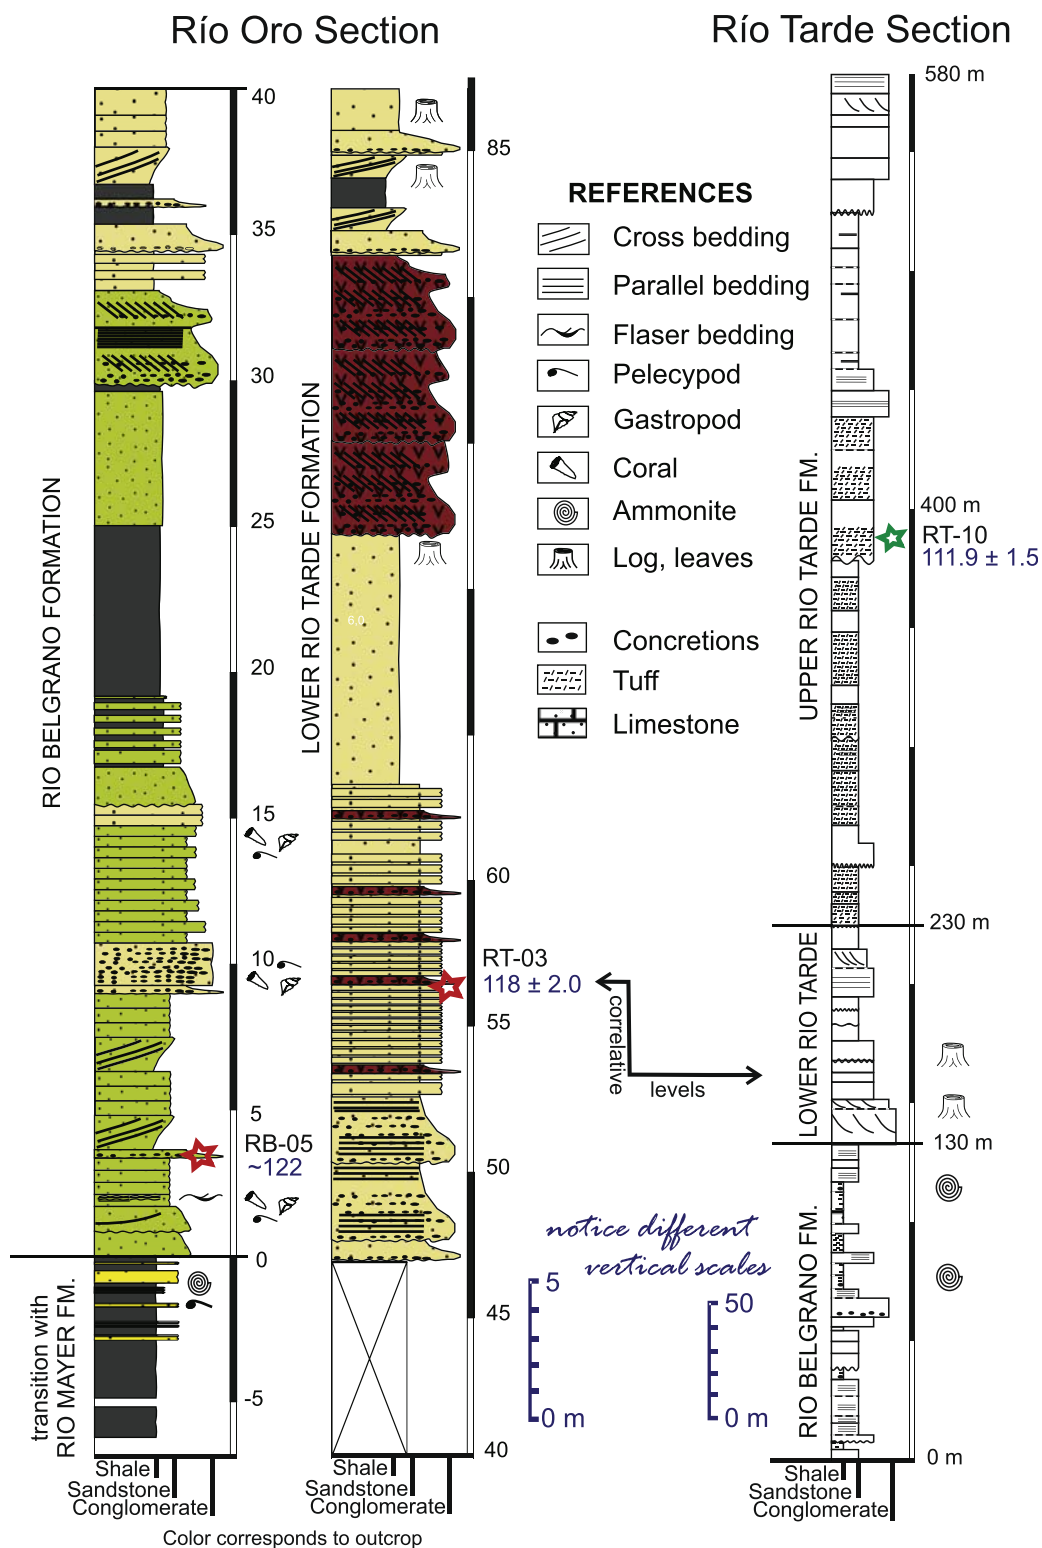 Río Oro Section
Río Tarde Section
40
35
30
25
20
15
10
5
0
-5
RIO BELGRANO FORMATION
transition with
RIO MAYER FM.
RB-05
~122
Shale
Sandstone
Conglomerate
LOWER RIO TARDE FORMATION
6,0
85
60
55
50
45
40
RT-03
118 ± 2.0
Shale
Sandstone
Conglomerate
Color corresponds to outcrop
REFERENCES
Cross bedding
Parallel bedding
Flaser bedding
Pelecypod
Gastropod
Coral
Ammonite
Log, leaves
Concretions
Tuff
Limestone
correlative
levels
notice different
vertical scales
5
0 m
50
0 m
580 m
400 m
RT-10
111.9 ± 1.5
230 m
130 m
0 m
UPPER RIO TARDE FM.
LOWER RIO TARDE
RIO BELGRANO FM.
Shale
Sandstone
Conglomerate